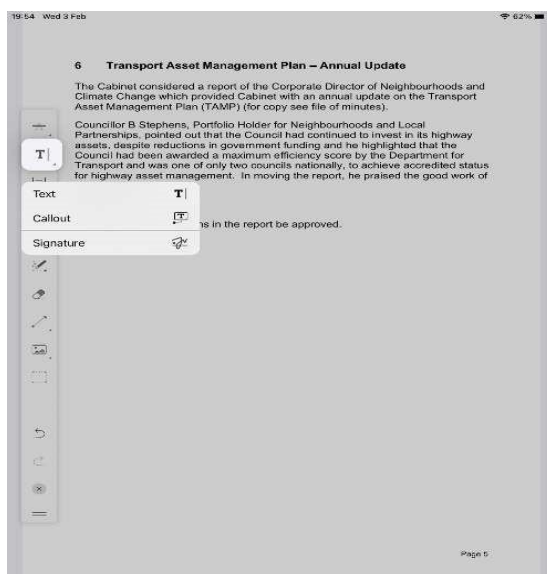 19:54 Wed 3 Feb
62%
6 Transport Asset Management Plan – Annual Update
The Cabinet considered a report of the Corporate Director of Neighbourhoods and
Climate Change which provided Cabinet with an annual update on the Transport
Asset Management Plan (TAMP) (for copy see file of minutes).
Councillor B Stephens, Portfolio Holder for Neighbourhoods and Local
Partnerships, pointed out that the Council had continued to invest in its highway
assets, despite reductions in government funding and he highlighted that the
Council had been awarded a maximum efficiency score by the Department for
Transport and was one of only two councils nationally, to achieve accredited status
for highway asset management. In moving the report, he praised the good work of
T
Text T
Callout T
Signature
in the report be approved.
Page 5